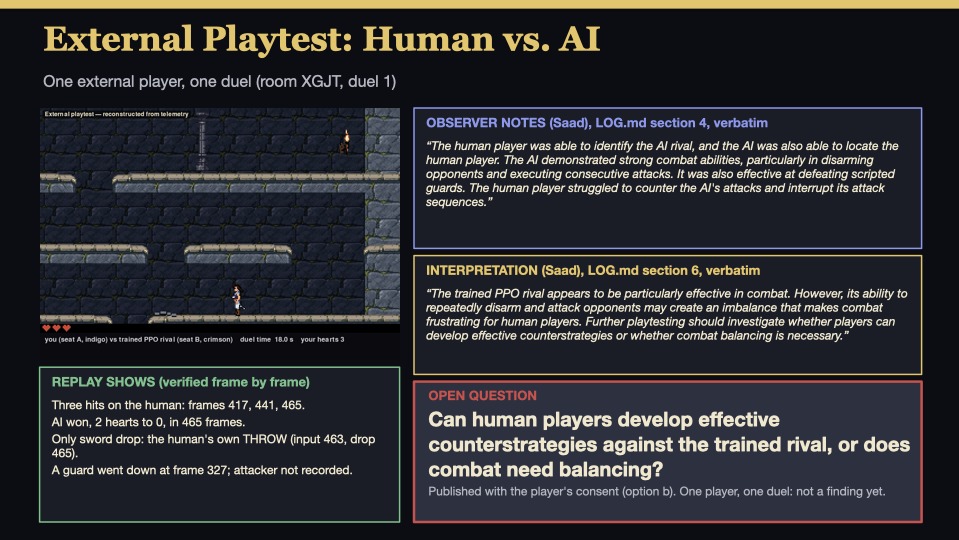 External Playtest: Human vs. AI
One external player, one duel (room XGJT, duel 1)
External playtest — reconstructed from telemetry
you (seat A, indigo) vs trained PPO rival (seat B, crimson) duel time 18.0 s your hearts 3
REPLAY SHOWS (verified frame by frame)
Three hits on the human: frames 417, 441, 465.
AI won, 2 hearts to 0, in 465 frames.
Only sword drop: the human's own THROW (input 463, drop
465).
A guard went down at frame 327; attacker not recorded.
OBSERVER NOTES (Saad), LOG.md section 4, verbatim
“The human player was able to identify the AI rival, and the AI was also able to locate the
human player. The AI demonstrated strong combat abilities, particularly in disarming
opponents and executing consecutive attacks. It was also effective at defeating scripted
guards. The human player struggled to counter the AI's attacks and interrupt its attack
sequences.”
INTERPRETATION (Saad), LOG.md section 6, verbatim
“The trained PPO rival appears to be particularly effective in combat. However, its ability to
repeatedly disarm and attack opponents may create an imbalance that makes combat
frustrating for human players. Further playtesting should investigate whether players can
develop effective counterstrategies or whether combat balancing is necessary.”
OPEN QUESTION
Can human players develop effective
counterstrategies against the trained rival, or does
combat need balancing?
Published with the player's consent (option b). One player, one duel: not a finding yet.